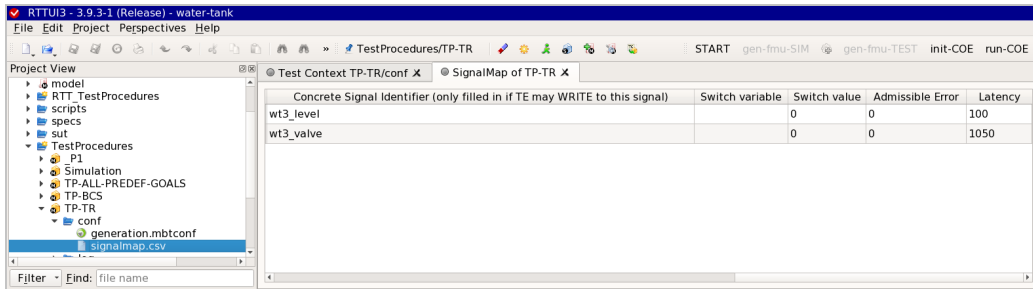 RTTUI3 - 3.9.3-1 (Release) - water-tank
File Edit Project Perspectives Help
» TestProcedures/TP-TR START gen-fmu-SIM gen-fmu-TEST init-COE run-COE
Project View
Test Context TP-TR/conf SignalMap of TP-TR
model
RTT_TestProcedures
scripts
specs
sut
TestProcedures
_P1
Simulation
TP-ALL-PREDEF-GOALS
TP-BCS
TP-TR
conf
generation.mbtconf
signalmap.csv
Concrete Signal Identifier (only filled in if TE may WRITE to this signal) Switch variable Switch value Admissible Error Latency
wt3_level 0 0 100
wt3_valve 0 0 1050
Filter Find: file name